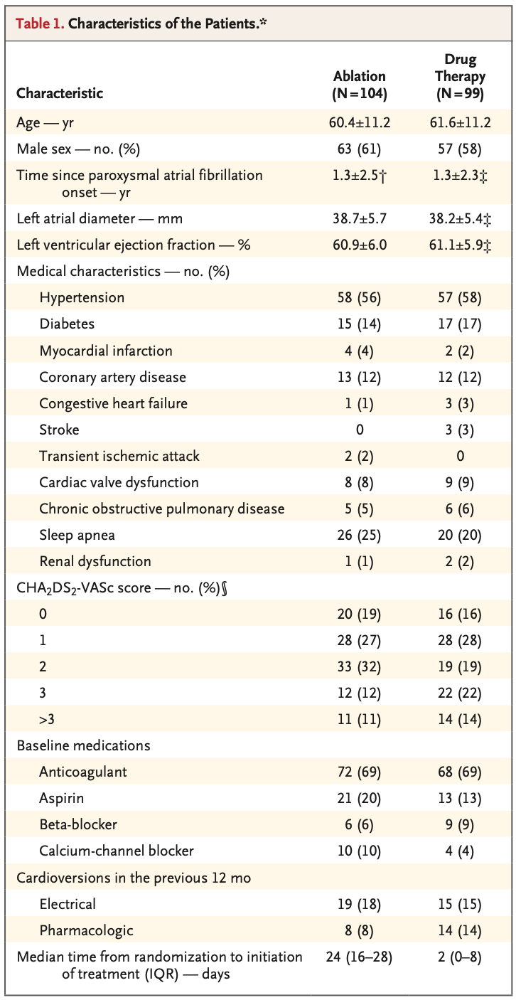 Table 1. Characteristics of the Patients.*
Characteristic Ablation (N=104) Drug Therapy (N=99)
Age — yr 60.4±11.2 61.6±11.2
Male sex — no. (%) 63 (61) 57 (58)
Time since paroxysmal atrial fibrillation 1.3±2.5† 1.3±2.3‡
onset — yr
Left atrial diameter — mm 38.7±5.7 38.2±5.4‡
Left ventricular ejection fraction — % 60.9±6.0 61.1±5.9‡
Medical characteristics — no. (%)
Hypertension 58 (56) 57 (58)
Diabetes 15 (14) 17 (17)
Myocardial infarction 4 (4) 2 (2)
Coronary artery disease 13 (12) 12 (12)
Congestive heart failure 1 (1) 3 (3)
Stroke 0 3 (3)
Transient ischemic attack 2 (2) 0
Cardiac valve dysfunction 8 (8) 9 (9)
Chronic obstructive pulmonary disease 5 (5) 6 (6)
Sleep apnea 26 (25) 20 (20)
Renal dysfunction 1 (1) 2 (2)
CHA₂DS₂-VASc score — no. (%)§
0 20 (19) 16 (16)
1 28 (27) 28 (28)
2 33 (32) 19 (19)
3 12 (12) 22 (22)
>3 11 (11) 14 (14)
Baseline medications
Anticoagulant 72 (69) 68 (69)
Aspirin 21 (20) 13 (13)
Beta-blocker 6 (6) 9 (9)
Calcium-channel blocker 10 (10) 4 (4)
Cardioversions in the previous 12 mo
Electrical 19 (18) 15 (15)
Pharmacologic 8 (8) 14 (14)
Median time from randomization to initiation 24 (16–28) 2 (0–8)
of treatment (IQR) — days